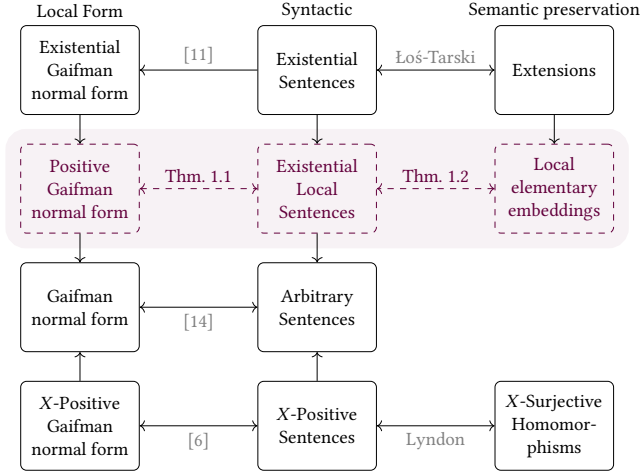 Local Form
Syntactic
Semantic preservation
Existential
Gaifman
normal form
[11]
Existential
Sentences
Łoś-Tarski
Extensions
Positive
Gaifman
normal form
Thm. 1.1
Existential
Local
Sentences
Thm. 1.2
Local
elementary
embeddings
Gaifman
normal form
[14]
Arbitrary
Sentences
X-Positive
Gaifman
normal form
[6]
X-Positive
Sentences
Lyndon
X-Surjective
Homomor-
phisms